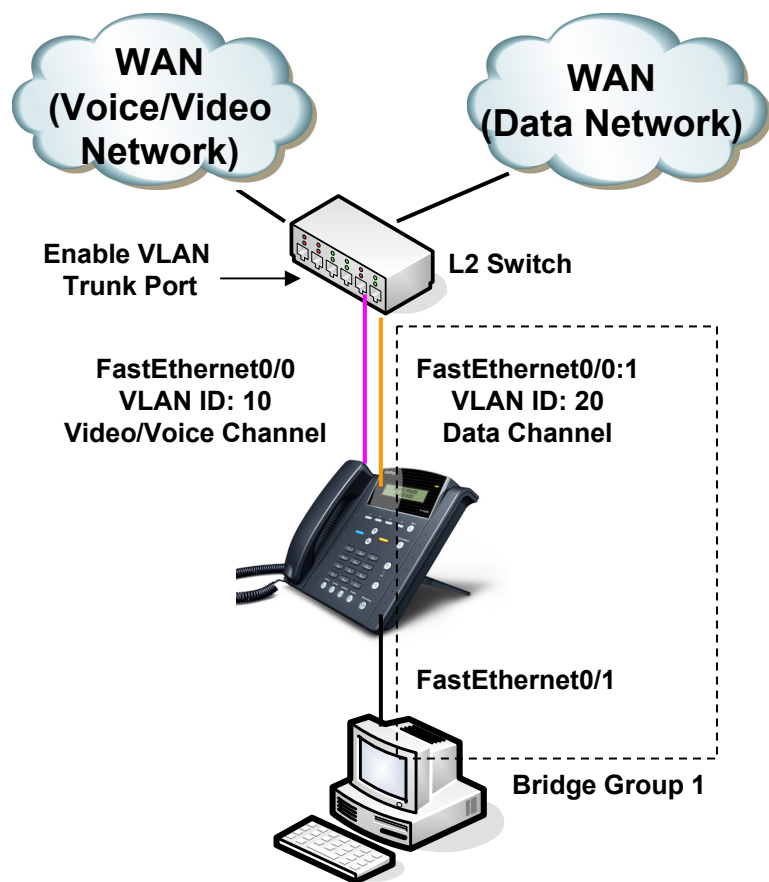 WAN
(Voice/Video
Network)
WAN
(Data Network)
Enable VLAN
Trunk Port
L2 Switch
FastEthernet0/0
VLAN ID: 10
Video/Voice Channel
FastEthernet0/0:1
VLAN ID: 20
Data Channel
FastEthernet0/1
Bridge Group 1